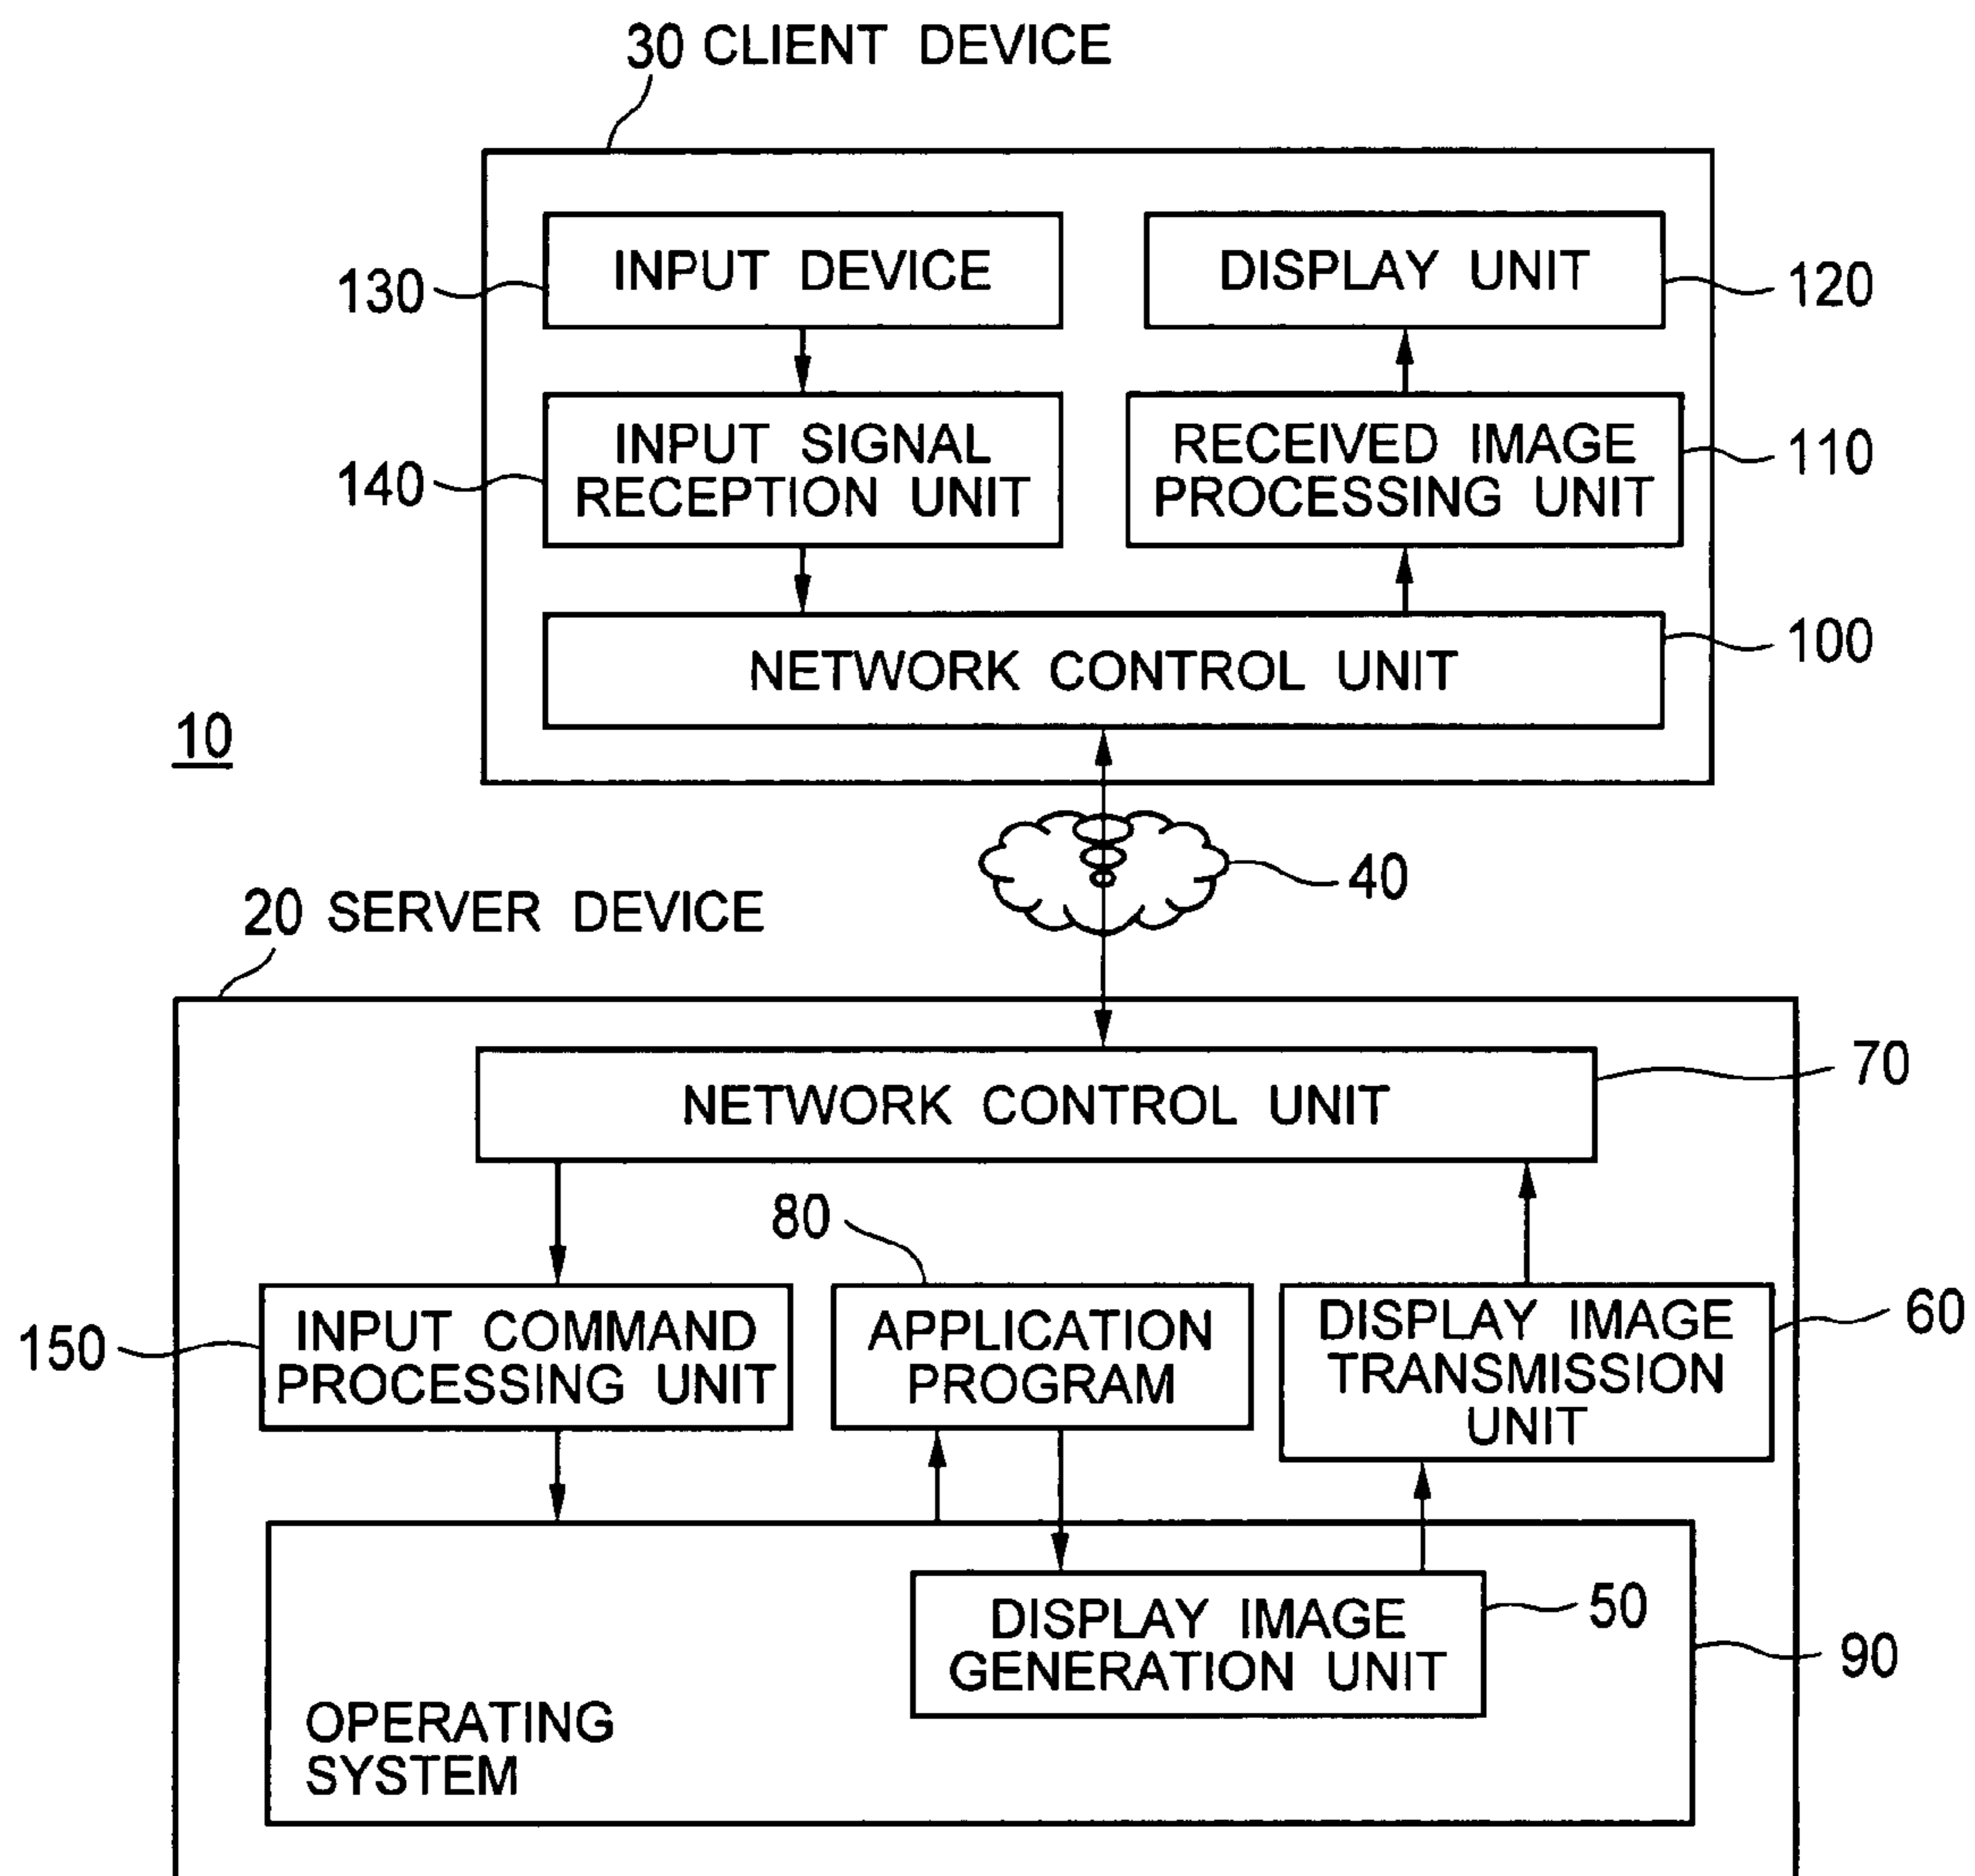 30 CLIENT DEVICE
INPUT DEVICE
DISPLAY UNIT
130
120
INPUT SIGNAL
RECEPTION UNIT
RECEIVED IMAGE
PROCESSING UNIT
140
110
NETWORK CONTROL UNIT
100
10
40
20 SERVER DEVICE
NETWORK CONTROL UNIT
70
80
150
INPUT COMMAND
PROCESSING UNIT
APPLICATION
PROGRAM
DISPLAY IMAGE
TRANSMISSION
UNIT
60
DISPLAY IMAGE
GENERATION UNIT
50
90
OPERATING
SYSTEM